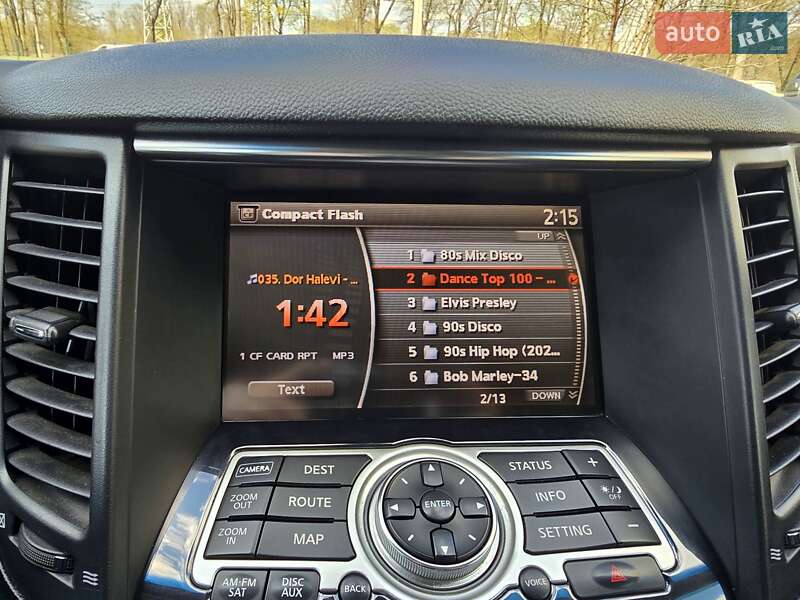 auto RIA .com
Compact Flash 2:15
UP
1 80s Mix Disco
035. Dor Halevi - ...
2 Dance Top 100 - ...
1:42
3 Elvis Presley
4 90s Disco
1 CF CARD RPT MP3
5 90s Hip Hop (202...
6 Bob Marley-34
Text
2/13 DOWN
CAMERA DEST STATUS + 
ZOOM OUT ROUTE ENTER INFO OFF
ZOOM IN MAP SETTING -
AM·FM SAT DISC AUX BACK VOICE